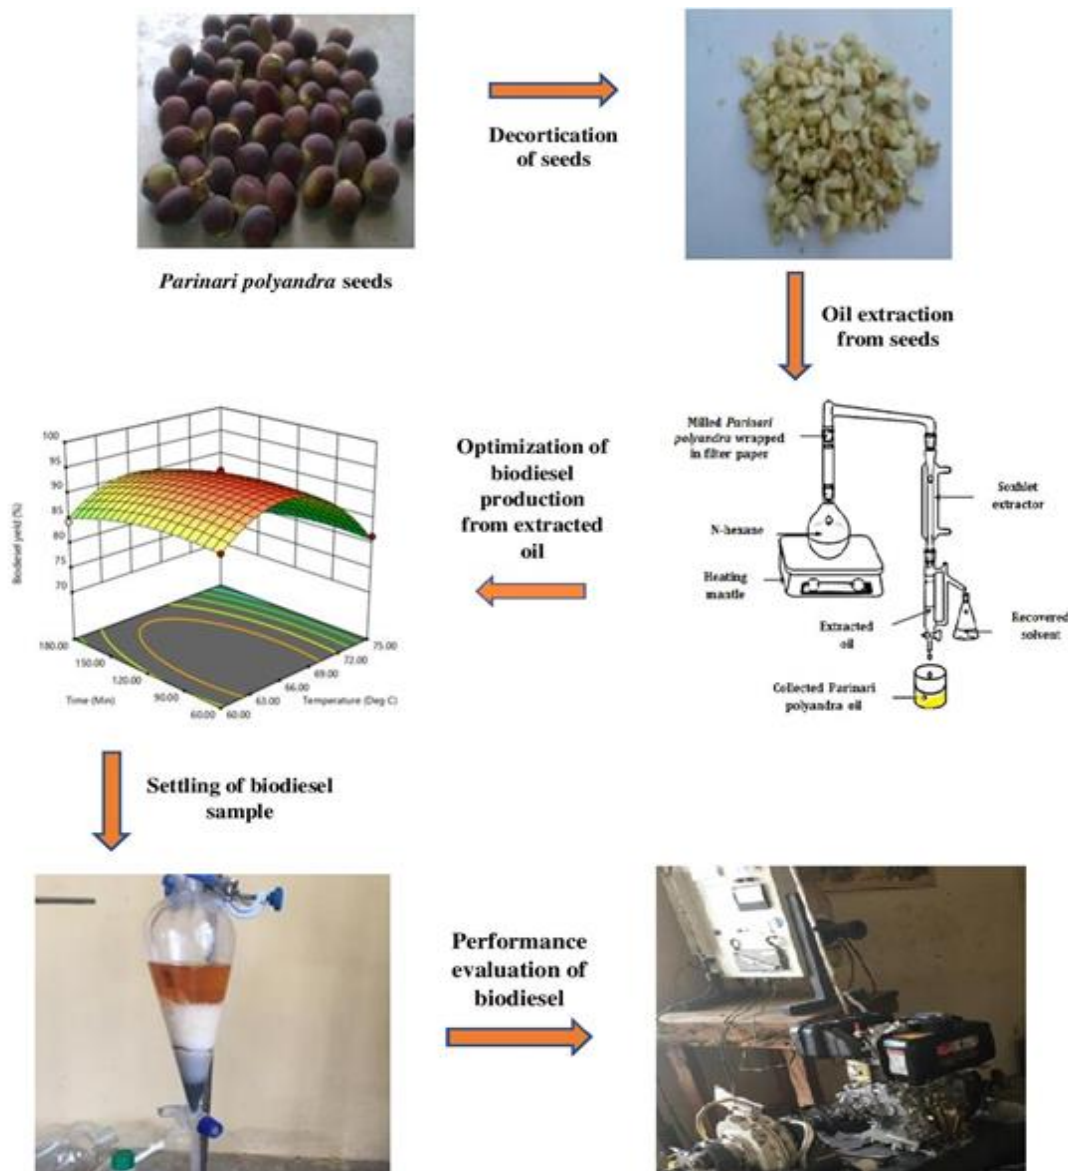 Decortication
of seeds
Parinari polyandra seeds
Oil extraction
from seeds
Optimization of
biodiesel
production
from extracted
oil
100
95
90
85
80
75
70
Biodiesel yield (%)
180.00
150.00
120.00
90.00
60.00
Time (Min)
60.00
63.00
66.00
69.00
72.00
75.00
Temperature (Deg C)
Milled Parinari
polyandra wrapped
in filter paper
Soxhlet
extractor
N-hexane
Heating
mantle
Extracted
oil
Recovered
solvent
Collected Parinari
polyandra oil
Settling of biodiesel
sample
Performance
evaluation of
biodiesel